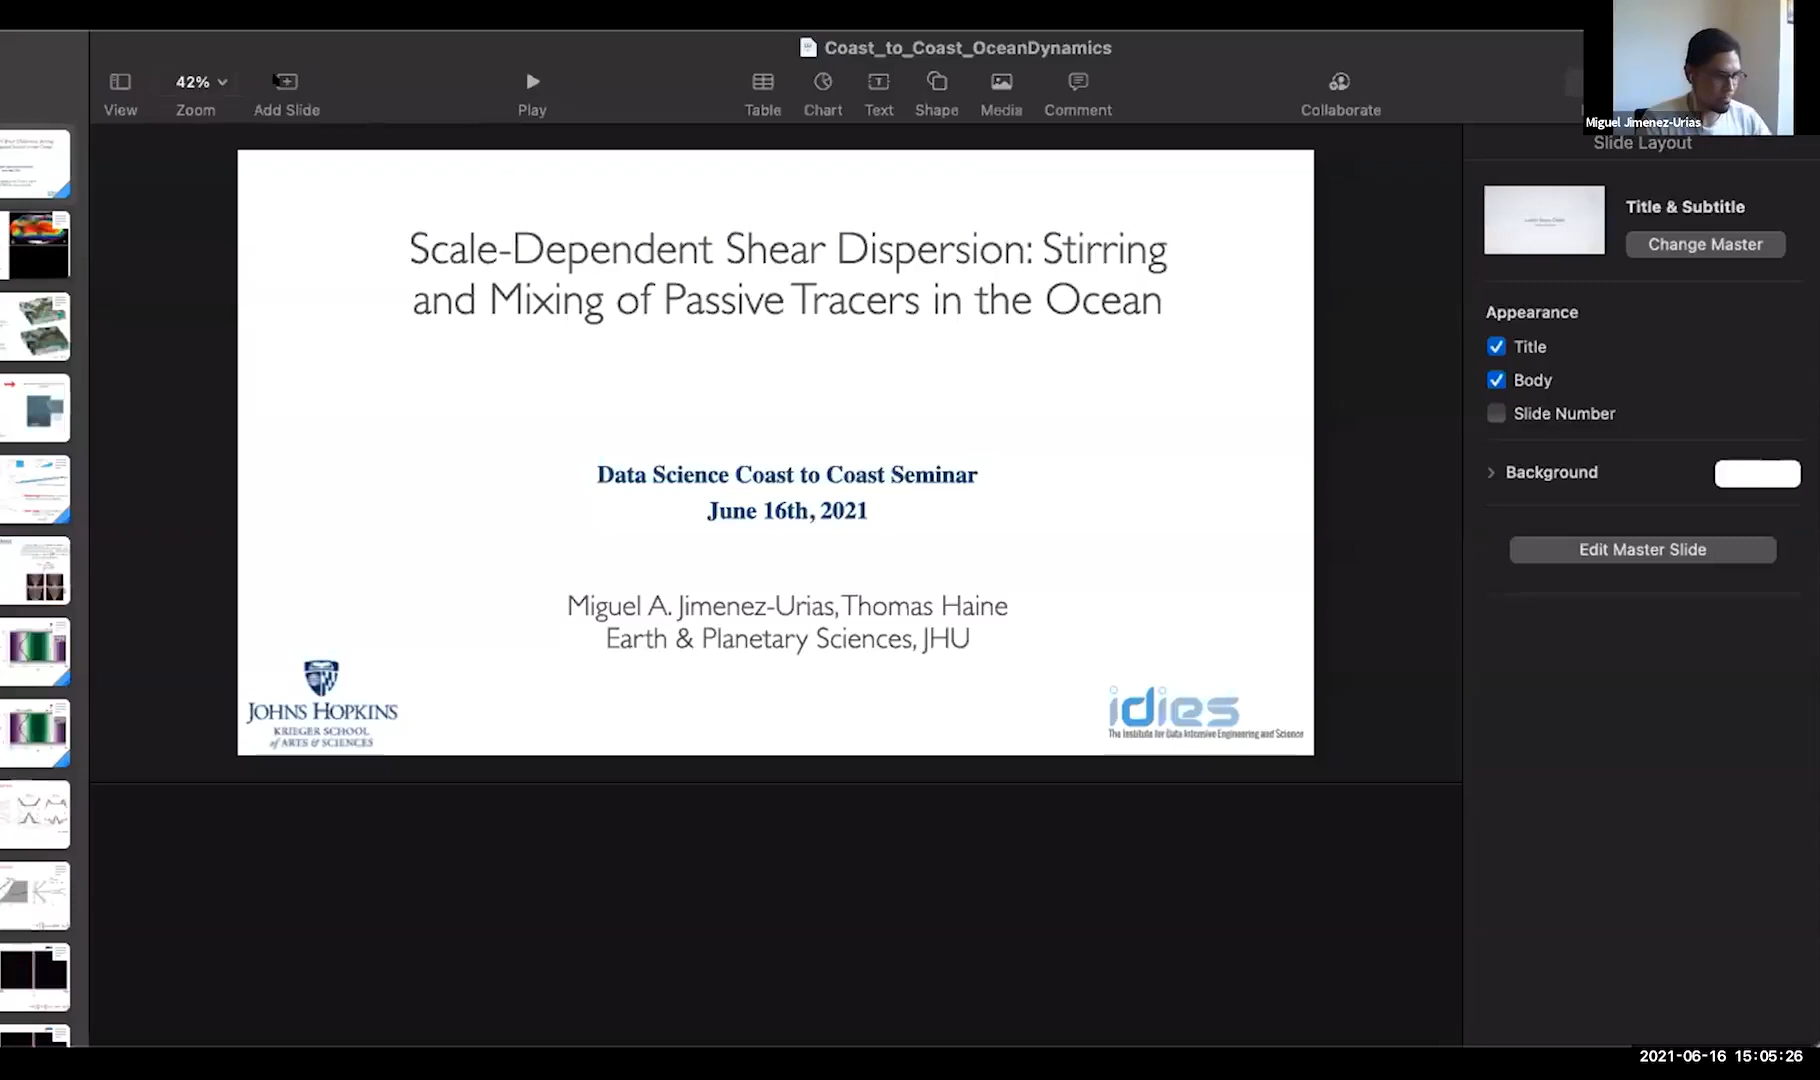 Coast_to_Coast_OceanDynamics
42%
View
Zoom
Add Slide
Play
Table
Chart
Text
Shape
Media
Comment
Collaborate
Miguel Jimenez-Urias
Slide Layout
Scale-Dependent Shear Dispersion: Stirring
and Mixing of Passive Tracers in the Ocean
Data Science Coast to Coast Seminar
June 16th, 2021
Miguel A. Jimenez-Urias, Thomas Haine
Earth & Planetary Sciences, JHU
JOHNS HOPKINS
KRIEGER SCHOOL
of ARTS & SCIENCES
idies
The Institute for Data Intensive Engineering and Science
Title & Subtitle
Change Master
Appearance
Title
Body
Slide Number
Background
Edit Master Slide
2021-06-16 15:05:26